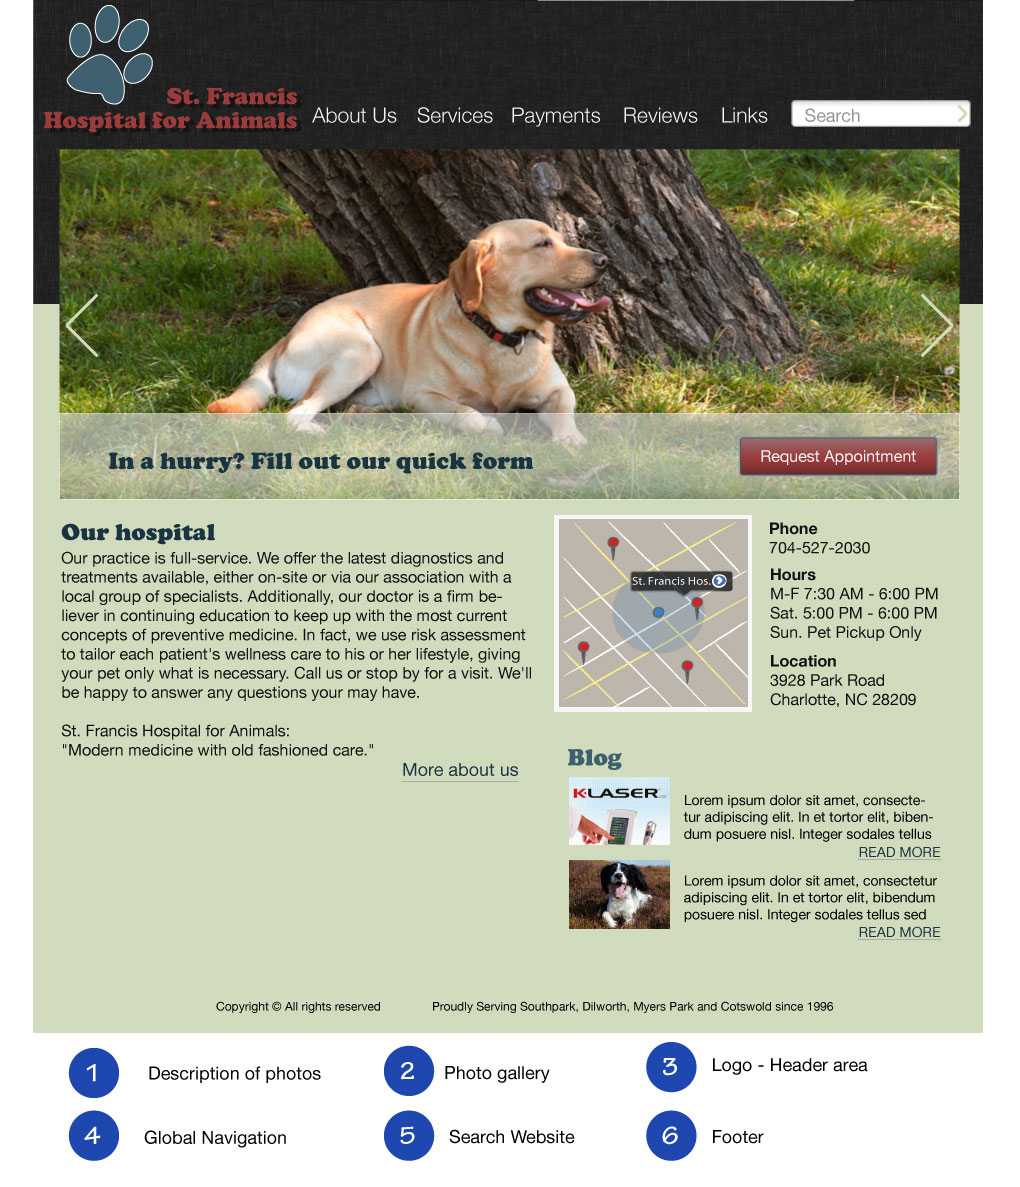 St. Francis
Hospital for Animals
About Us Services Payments Reviews Links Search
In a hurry? Fill out our quick form
Request Appointment
Our hospital
Our practice is full-service. We offer the latest diagnostics and
treatments available, either on-site or via our association with a
local group of specialists. Additionally, our doctor is a firm be-
liever in continuing education to keep up with the most current
concepts of preventive medicine. In fact, we use risk assessment
to tailor each patient's wellness care to his or her lifestyle, giving
your pet only what is necessary. Call us or stop by for a visit. We'll
be happy to answer any questions your may have.
St. Francis Hospital for Animals:
"Modern medicine with old fashioned care."
More about us
St. Francis Hos.
Phone
704-527-2030
Hours
M-F 7:30 AM - 6:00 PM
Sat. 5:00 PM - 6:00 PM
Sun. Pet Pickup Only
Location
3928 Park Road
Charlotte, NC 28209
Blog
K-LASER
Lorem ipsum dolor sit amet, consecte-
tur adipiscing elit. In et tortor elit, biben-
dum posuere nisl. Integer sodales tellus
READ MORE
Lorem ipsum dolor sit amet, consectetur
adipiscing elit. In et tortor elit, bibendum
posuere nisl. Integer sodales tellus sed
READ MORE
Copyright © All rights reserved
Proudly Serving Southpark, Dilworth, Myers Park and Cotswold since 1996
1 Description of photos
2 Photo gallery
3 Logo - Header area
4 Global Navigation
5 Search Website
6 Footer